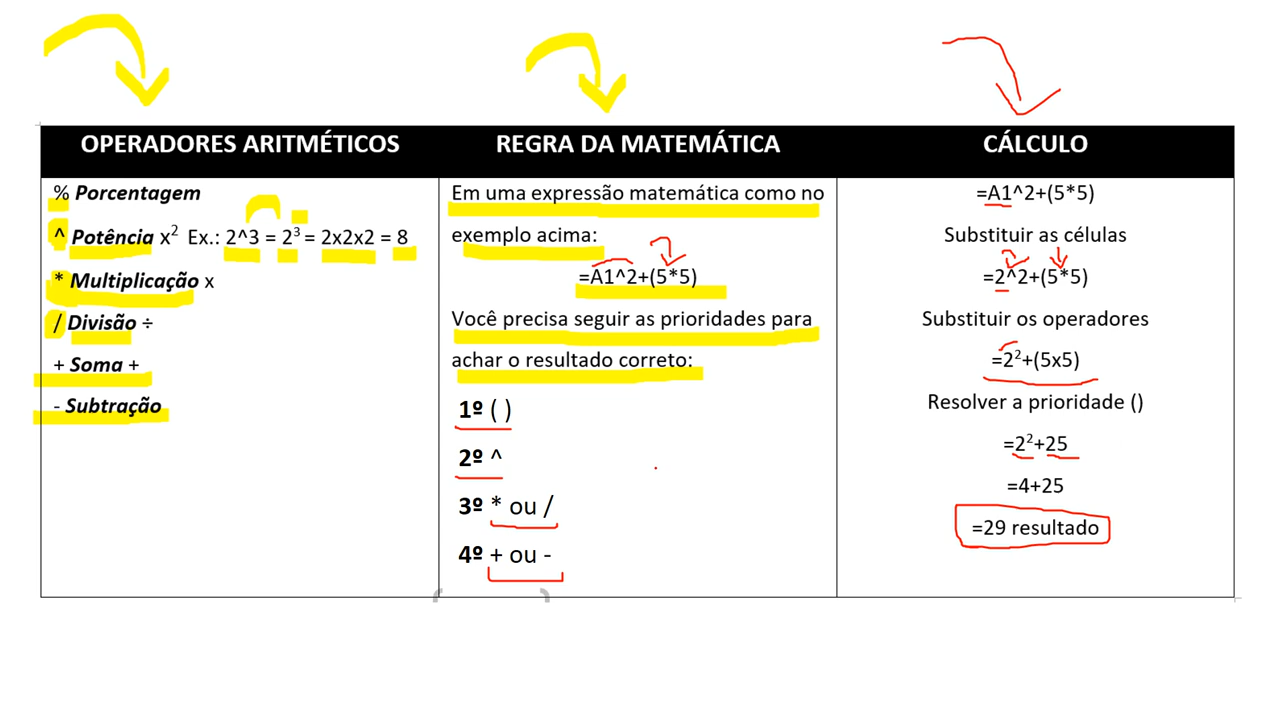 OPERADORES ARITMÉTICOS
% Porcentagem
^ Potência x² Ex.: 2^3 = 2³ = 2x2x2 = 8
* Multiplicação x
/ Divisão ÷
+ Soma +
- Subtração
REGRA DA MATEMÁTICA
Em uma expressão matemática como no
exemplo acima:
=A1^2+(5*5)
Você precisa seguir as prioridades para
achar o resultado correto:
1º ( )
2º ^
3º * ou /
4º + ou -
CÁLCULO
=A1^2+(5*5)
Substituir as células
=2^2+(5*5)
Substituir os operadores
=2²+(5x5)
Resolver a prioridade ()
=2²+25
=4+25
=29 resultado